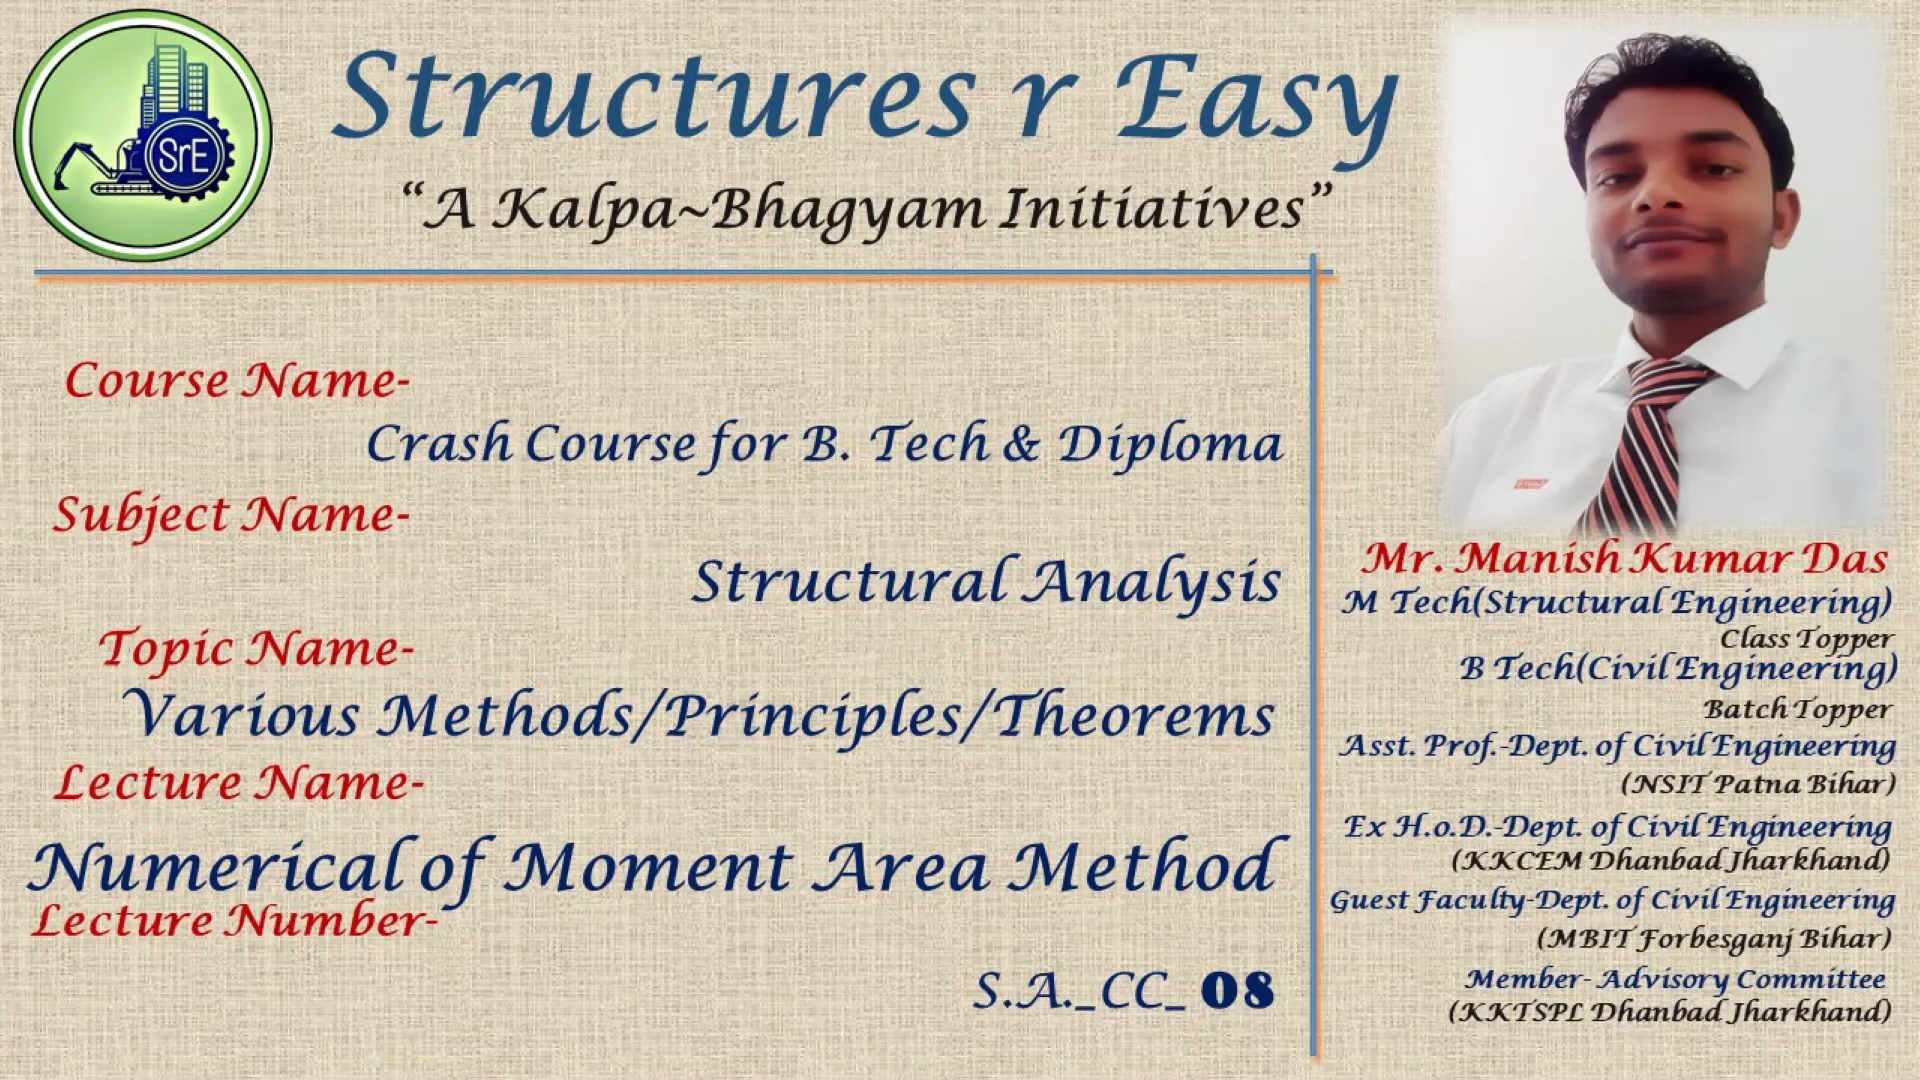 SrE
Structures r Easy
“A Kalpa~Bhagyam Initiatives”
Course Name-
Crash Course for B. Tech & Diploma
Subject Name-
Structural Analysis
Topic Name-
Various Methods/Principles/Theorems
Lecture Name-
Numerical of Moment Area Method
Lecture Number-
S.A._CC_ 08
Mr. Manish Kumar Das
M Tech(Structural Engineering)
Class Topper
B Tech(Civil Engineering)
Batch Topper
Asst. Prof.-Dept. of Civil Engineering
(NSIT Patna Bihar)
Ex H.o.D.-Dept. of Civil Engineering
(KKCEM Dhanbad Jharkhand)
Guest Faculty-Dept. of Civil Engineering
(MBIT Forbesganj Bihar)
Member- Advisory Committee
(KKTSPL Dhanbad Jharkhand)